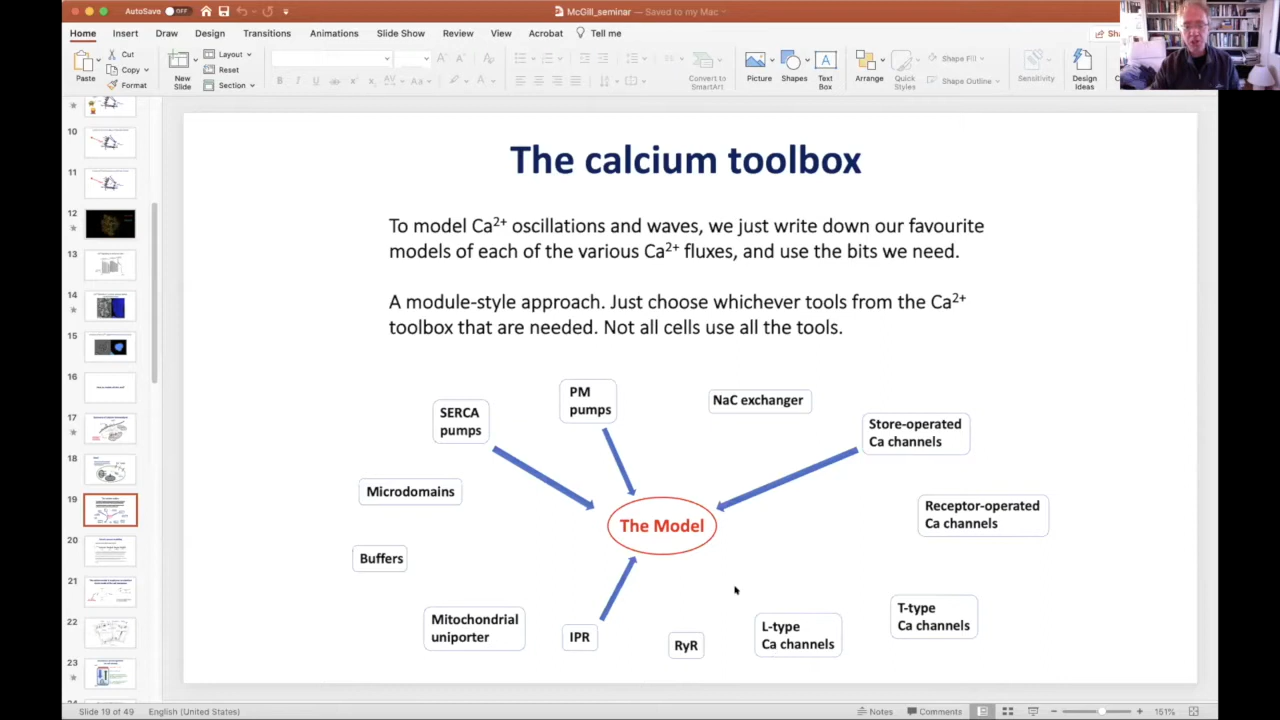 AutoSave OFF
McGill_seminar — Saved to my Mac
Home Insert Draw Design Transitions Animations Slide Show Review View Acrobat Tell me
Paste
Cut
Copy
Format
New
Slide
Layout
Reset
Section
Convert to
SmartArt
Picture
Shapes
Text
Box
Arrange
Quick
Styles
Shape Fill
Shape Outline
Sensitivity
Design
Ideas
10
11
12
13
14
15
16
17
18
19
20
21
22
23
The calcium toolbox
To model Ca²⁺ oscillations and waves, we just write down our favourite
models of each of the various Ca²⁺ fluxes, and use the bits we need.
A module-style approach. Just choose whichever tools from the Ca²⁺
toolbox that are needed. Not all cells use all the tools.
PM
pumps
NaC exchanger
SERCA
pumps
Store-operated
Ca channels
Microdomains
Receptor-operated
Ca channels
The Model
Buffers
Mitochondrial
uniporter
IPR
RyR
L-type
Ca channels
T-type
Ca channels
Slide 19 of 49 English (United States) Notes Comments 151%